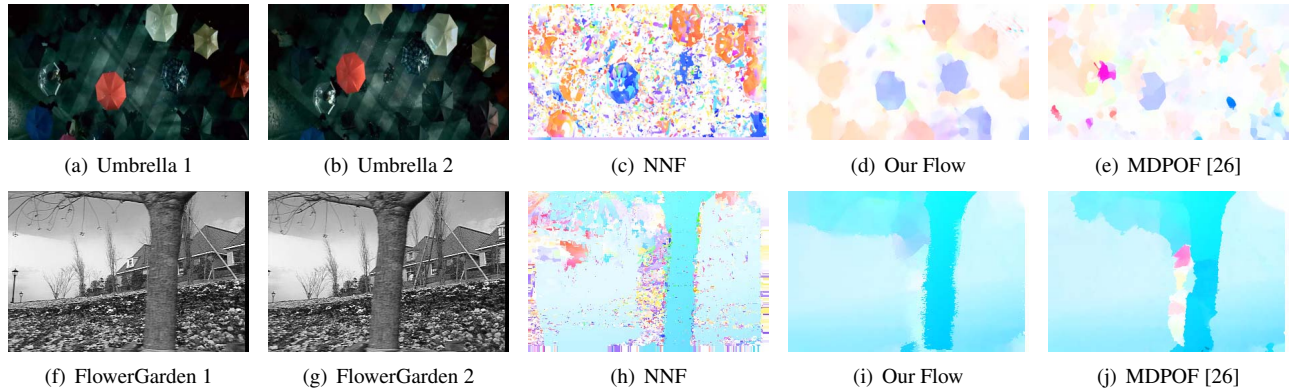 (a) Umbrella 1
(b) Umbrella 2
(c) NNF
(d) Our Flow
(e) MDPOF [26]
(f) FlowerGarden 1
(g) FlowerGarden 2
(h) NNF
(i) Our Flow
(j) MDPOF [26]